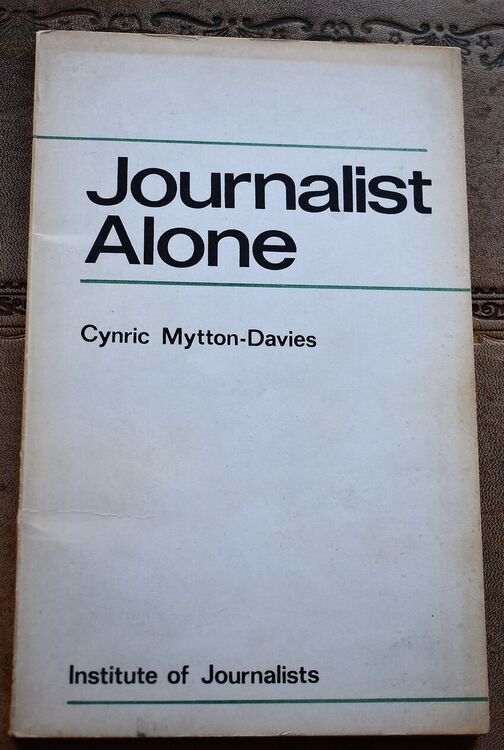 Journalist
Alone
Cynric Mytton-Davies
Institute of Journalists